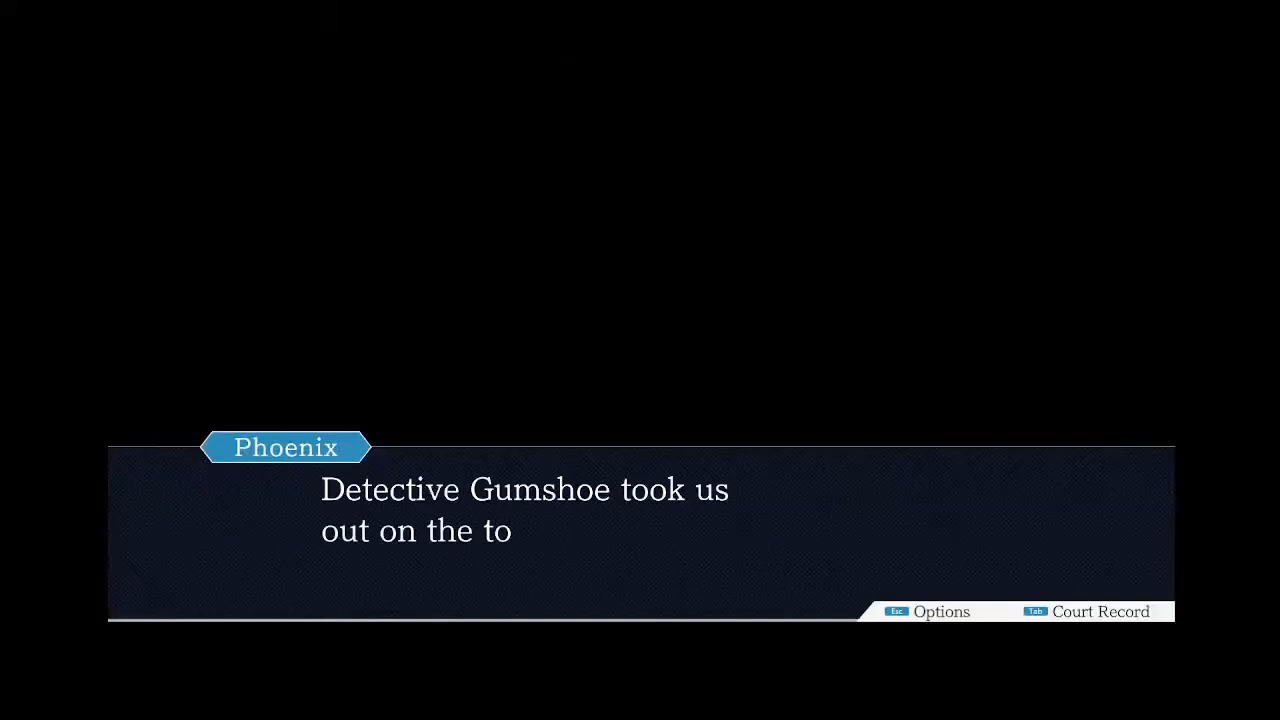 Phoenix
Detective Gumshoe took us
out on the to
Esc Options Tab Court Record